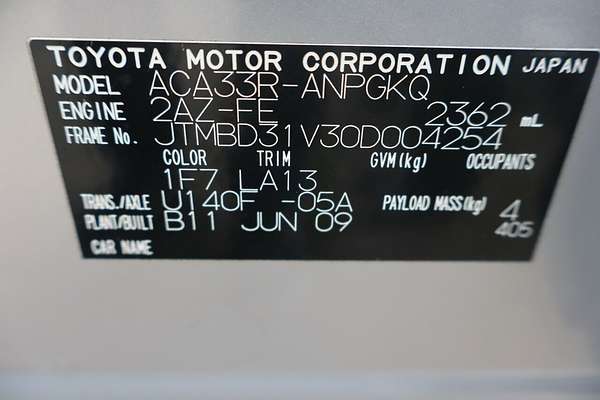 TOYOTA MOTOR CORPORATION JAPAN
MODEL ACA33R-ANPGKQ
ENGINE 2AZ-FE 2362 mL
FRAME No. JTMBD31V30D004254
COLOR TRIM GVM(kg) OCCUPANTS
1F7 LA13
TRANS./AXLE U140F -05A PAYLOAD MASS(kg) 4
PLANT/BUILT B11 JUN 09 405
CAR NAME